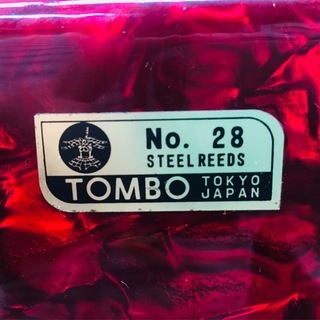 No. 28
STEEL REEDS
TOMBO TOKYO
JAPAN